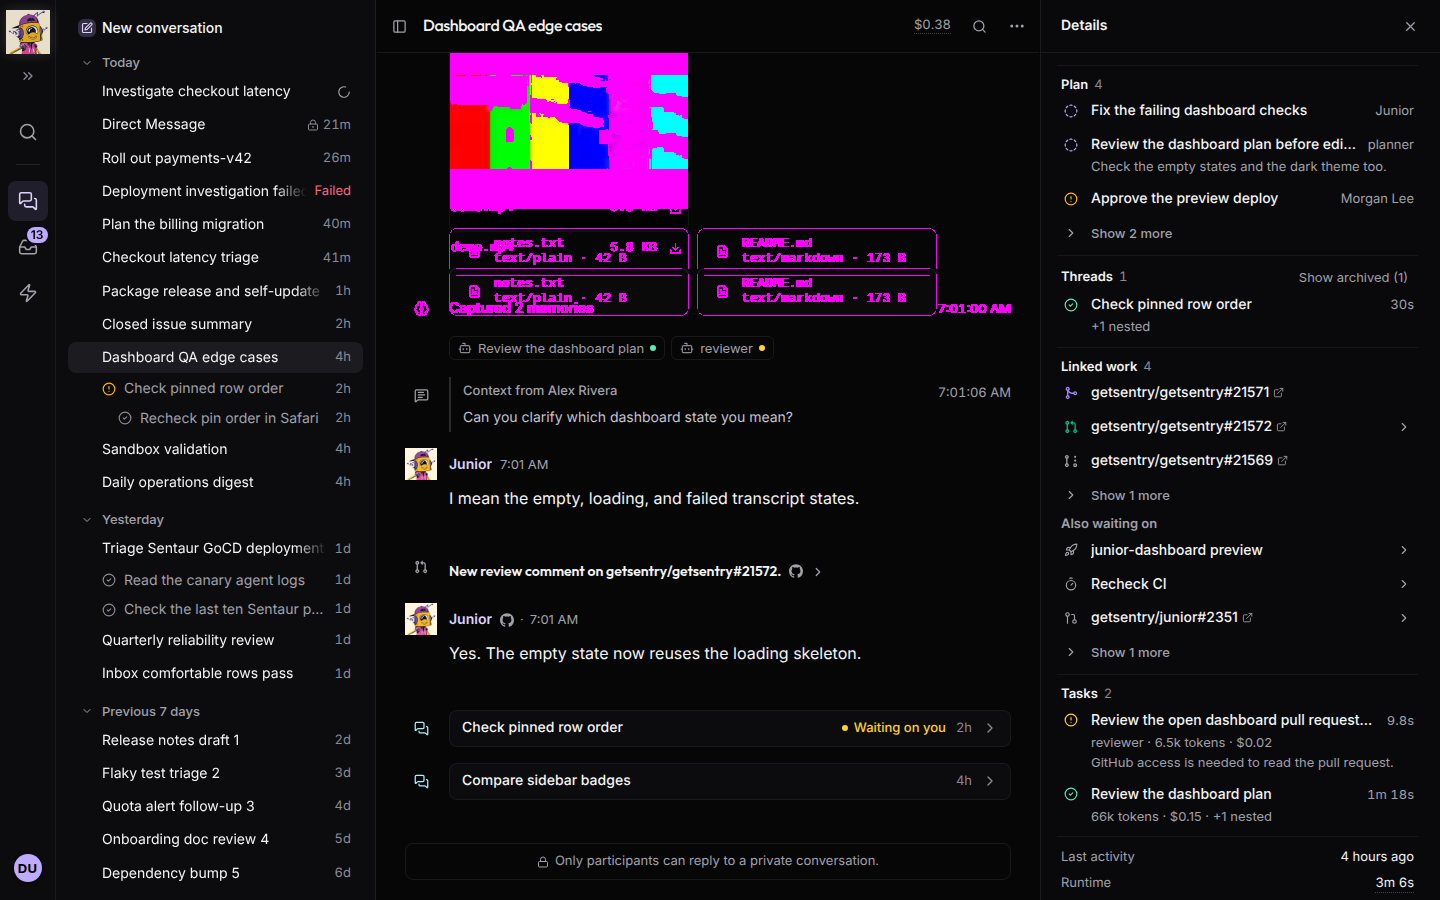 New conversation
Today
Investigate checkout latency
Direct Message 21m
Roll out payments-v42 26m
Deployment investigation failed Failed
Plan the billing migration 40m
Checkout latency triage 41m
Package release and self-update 1h
Closed issue summary 2h
Dashboard QA edge cases 4h
Check pinned row order 2h
Recheck pin order in Safari 2h
Sandbox validation 4h
Daily operations digest 4h
Yesterday
Triage Sentaur GoCD deployment 1d
Read the canary agent logs 1d
Check the last ten Sentaur p... 1d
Quarterly reliability review 1d
Inbox comfortable rows pass 1d
Previous 7 days
Release notes draft 1 2d
Flaky test triage 2 3d
Quota alert follow-up 3 4d
Onboarding doc review 4 5d
Dependency bump 5 6d
13
DU
Dashboard QA edge cases $0.38
demo.mp4 5.8 KB
notes.txt
text/plain · 42 B
README.md
text/markdown · 173 B
notes.txt
text/plain · 42 B
README.md
text/markdown · 173 B
Captured 2 memories 7:01:00 AM
Review the dashboard plan
reviewer
Context from Alex Rivera 7:01:06 AM
Can you clarify which dashboard state you mean?
Junior 7:01 AM
I mean the empty, loading, and failed transcript states.
New review comment on getsentry/getsentry#21572.
Junior · 7:01 AM
Yes. The empty state now reuses the loading skeleton.
Check pinned row order Waiting on you 2h
Compare sidebar badges 4h
Only participants can reply to a private conversation.
Details
Plan 4
Fix the failing dashboard checks Junior
Review the dashboard plan before edi... planner
Check the empty states and the dark theme too.
Approve the preview deploy Morgan Lee
Show 2 more
Threads 1 Show archived (1)
Check pinned row order 30s
+1 nested
Linked work 4
getsentry/getsentry#21571
getsentry/getsentry#21572
getsentry/getsentry#21569
Show 1 more
Also waiting on
junior-dashboard preview
Recheck CI
getsentry/junior#2351
Show 1 more
Tasks 2
Review the open dashboard pull request... 9.8s
reviewer · 6.5k tokens · $0.02
GitHub access is needed to read the pull request.
Review the dashboard plan 1m 18s
66k tokens · $0.15 · +1 nested
Last activity 4 hours ago
Runtime 3m 6s